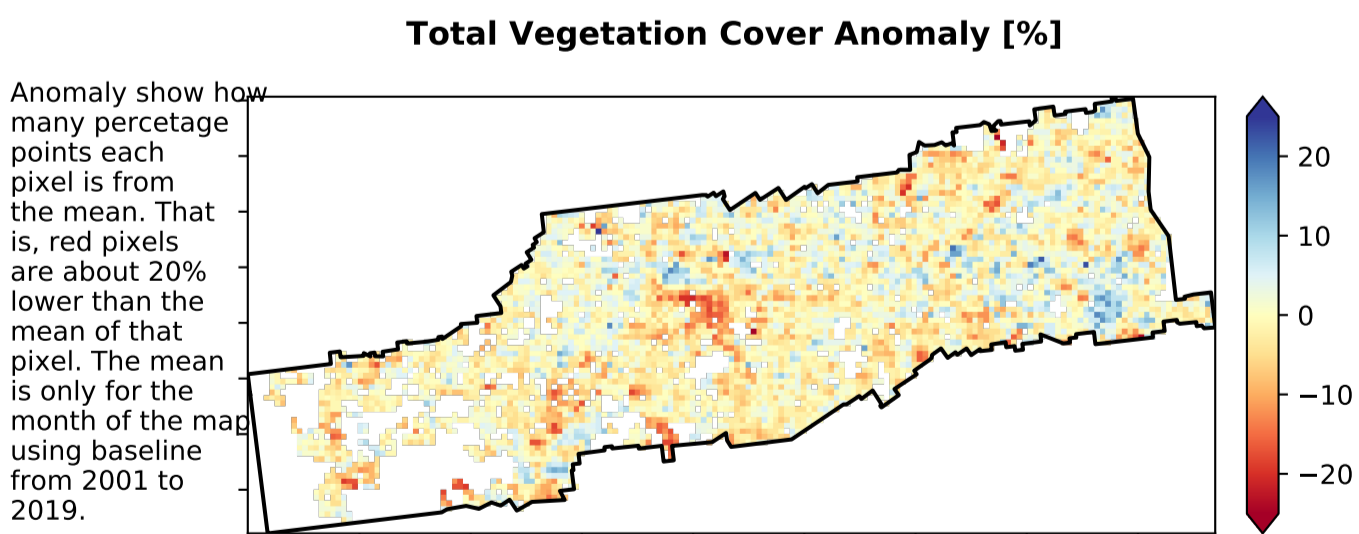 Total Vegetation Cover Anomaly [%]
Anomaly show how
many percetage
points each
pixel is from
the mean. That
is, red pixels
are about 20%
lower than the
mean of that
pixel. The mean
is only for the
month of the map
using baseline
from 2001 to
2019.
20
10
0
−10
−20